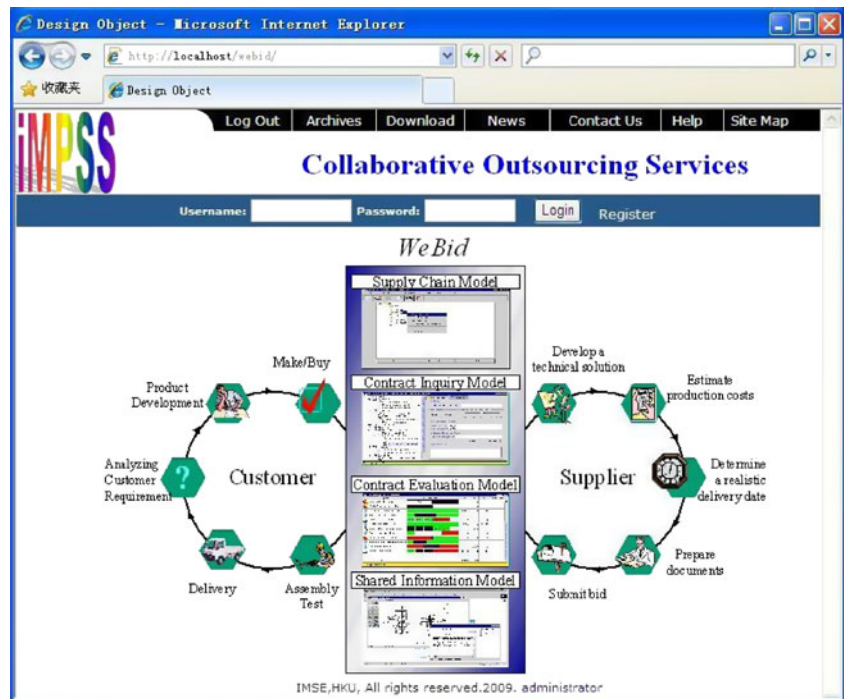 Design Object - Microsoft Internet Explorer
http://localhost/webid/
收藏夹 Design Object
iMPSS
Log Out Archives Download News Contact Us Help Site Map
Collaborative Outsourcing Services
Username: Password: Login Register
WeBid
Supply Chain Model
Contract Inquiry Model
Contract Evaluation Model
Shared Information Model
Customer
Make/Buy
Product
Development
Analyzing
Customer
Requirement
?
Delivery
Assembly
Test
Supplier
Develop a
technical solution
Estimate
production costs
Determine
a realistic
delivery date
Prepare
documents
Submit bid
IMSE,HKU, All rights reserved.2009. administrator